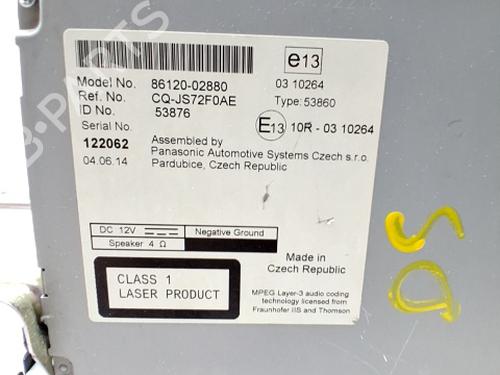 e13
Model No. 86120-02880
03 10264
Ref. No. CQ-JS72F0AE
Type: 53860
ID No. 53876
Serial No.
E13 10R - 03 10264
122062 Assembled by
Panasonic Automotive Systems Czech s.r.o.
04.06.14 Pardubice, Czech Republic
DC 12V Negative Ground
Speaker 4 Ω
Made in
Czech Republic
CLASS 1
LASER PRODUCT
MPEG Layer-3 audio coding
technology licensed from
Fraunhofer IIS and Thomson
SD
B-PARTS